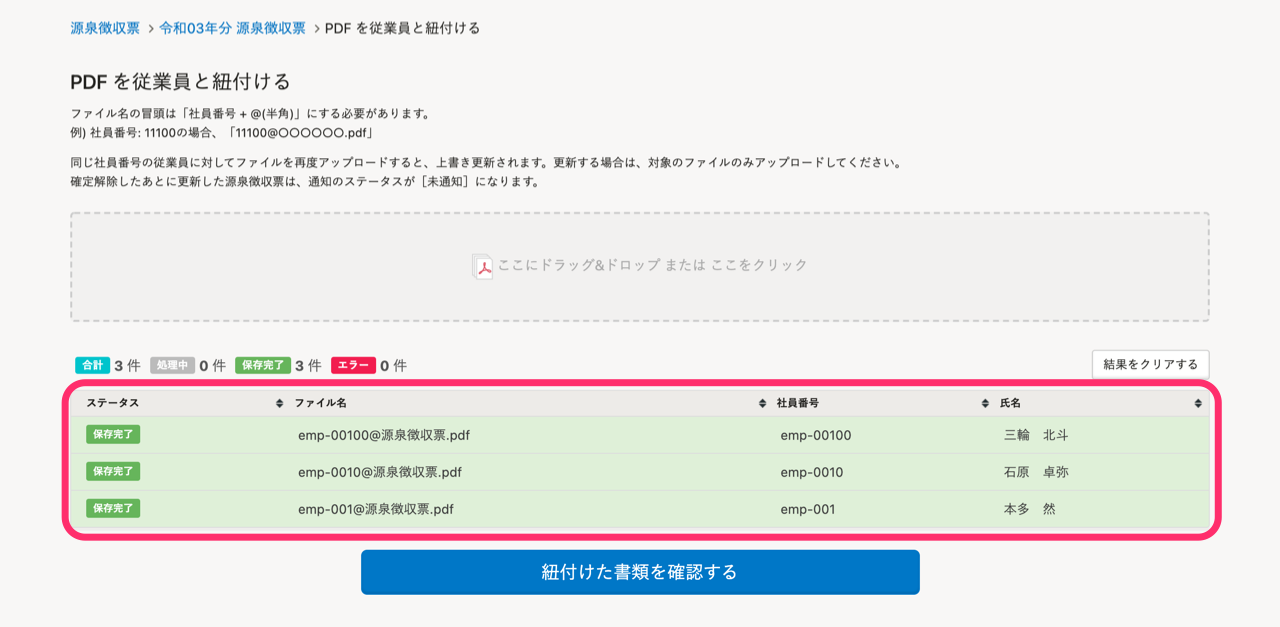 源泉徴収票 > 令和03年分 源泉徴収票 > PDF を従業員と紐付ける
PDF を従業員と紐付ける
ファイル名の冒頭は「社員番号 + @(半角)」にする必要があります。
例) 社員番号: 11100の場合、「11100@〇〇〇〇〇〇.pdf」
同じ社員番号の従業員に対してファイルを再度アップロードすると、上書き更新されます。更新する場合は、対象のファイルのみアップロードしてください。
確定解除したあとに更新した源泉徴収票は、通知のステータスが［未通知］になります。
ここにドラッグ&ドロップ または ここをクリック
合計 3 件 処理中 0 件 保存完了 3 件 エラー 0 件 結果をクリアする
ステータス ファイル名 社員番号 氏名
保存完了 emp-00100@源泉徴収票.pdf emp-00100 三輪　北斗
保存完了 emp-0010@源泉徴収票.pdf emp-0010 石原　卓弥
保存完了 emp-001@源泉徴収票.pdf emp-001 本多　然
紐付けた書類を確認する